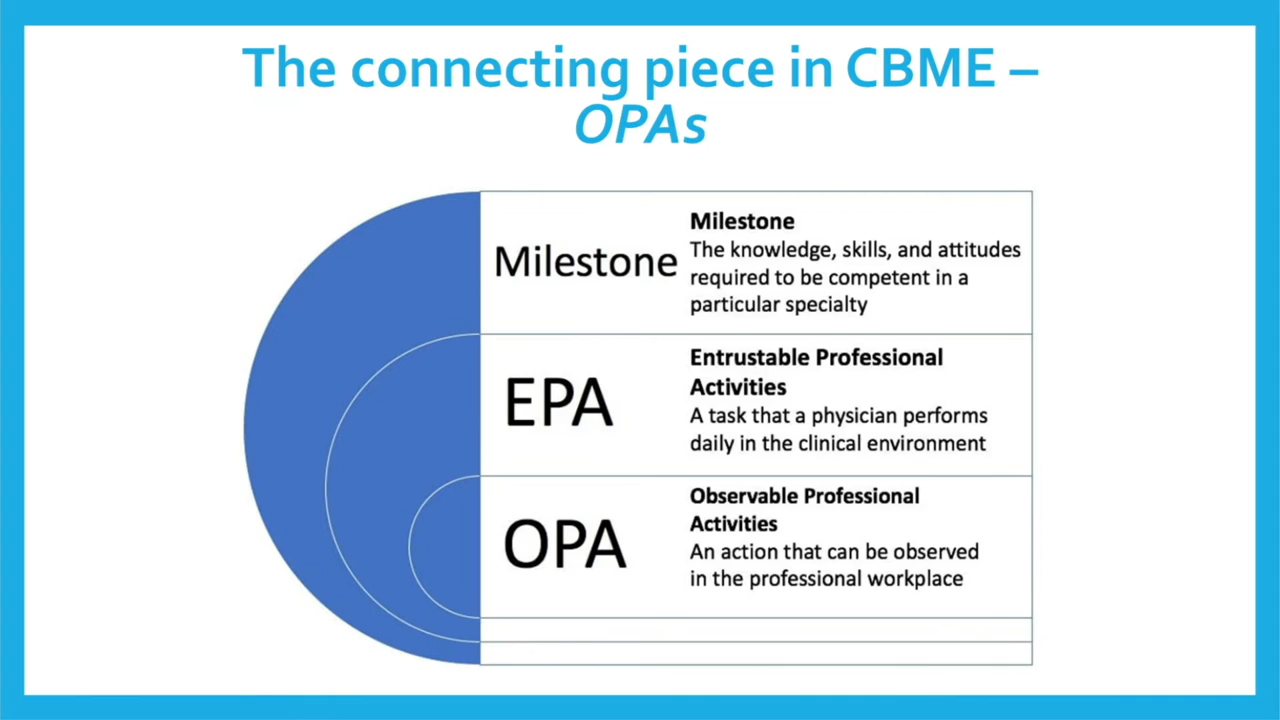 The connecting piece in CBME –
OPAs
Milestone
Milestone
The knowledge, skills, and attitudes
required to be competent in a
particular specialty
EPA
Entrustable Professional
Activities
A task that a physician performs
daily in the clinical environment
OPA
Observable Professional
Activities
An action that can be observed
in the professional workplace